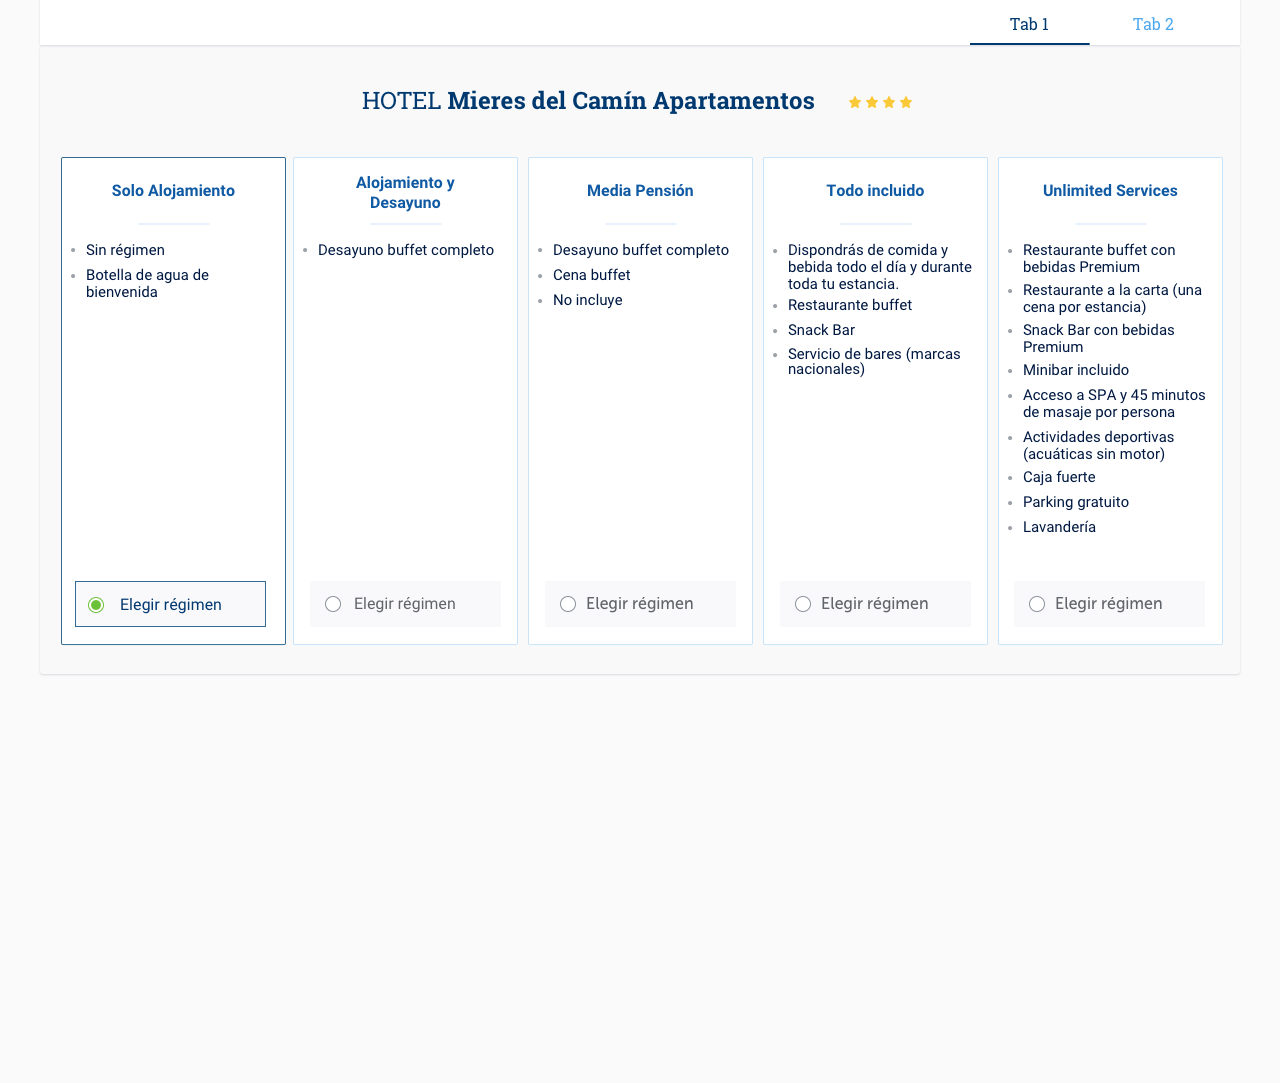 Tab 1
Tab 2
HOTEL Mieres del Camín Apartamentos
Solo Alojamiento
Sin régimen
Botella de agua de
bienvenida
Elegir régimen
Alojamiento y
Desayuno
Desayuno buffet completo
Elegir régimen
Media Pensión
Desayuno buffet completo
Cena buffet
No incluye
Elegir régimen
Todo incluido
Dispondrás de comida y
bebida todo el día y durante
toda tu estancia.
Restaurante buffet
Snack Bar
Servicio de bares (marcas
nacionales)
Elegir régimen
Unlimited Services
Restaurante buffet con
bebidas Premium
Restaurante a la carta (una
cena por estancia)
Snack Bar con bebidas
Premium
Minibar incluido
Acceso a SPA y 45 minutos
de masaje por persona
Actividades deportivas
(acuáticas sin motor)
Caja fuerte
Parking gratuito
Lavandería
Elegir régimen